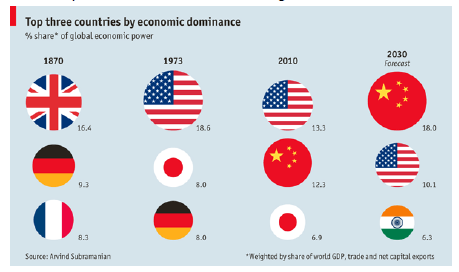 Top three countries by economic dominance
% share* of global economic power
1870 1973 2010 2030
Forecast
16.4 18.6 13.3 18.0
9.3 8.0 12.3 10.1
8.3 8.0 6.9 6.3
Source: Arvind Subramanian *Weighted by share of world GDP, trade and net capital exports